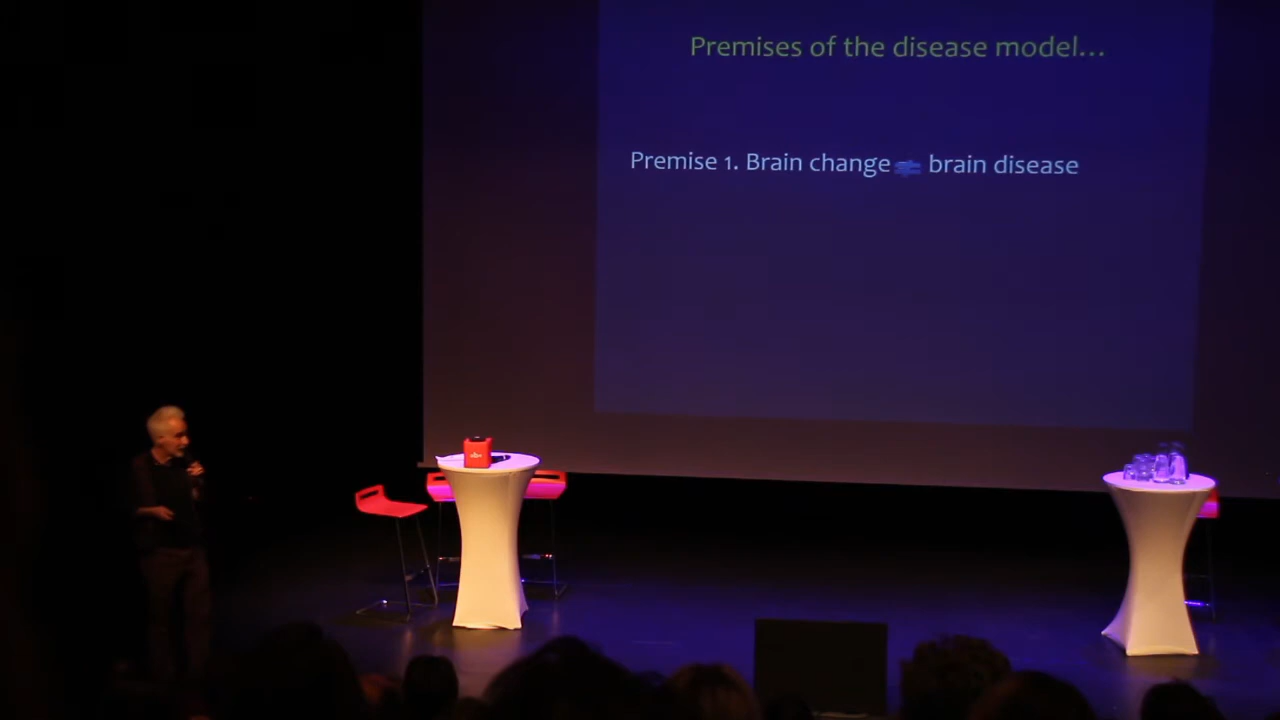 Premises of the disease model...
Premise 1. Brain change ≠ brain disease